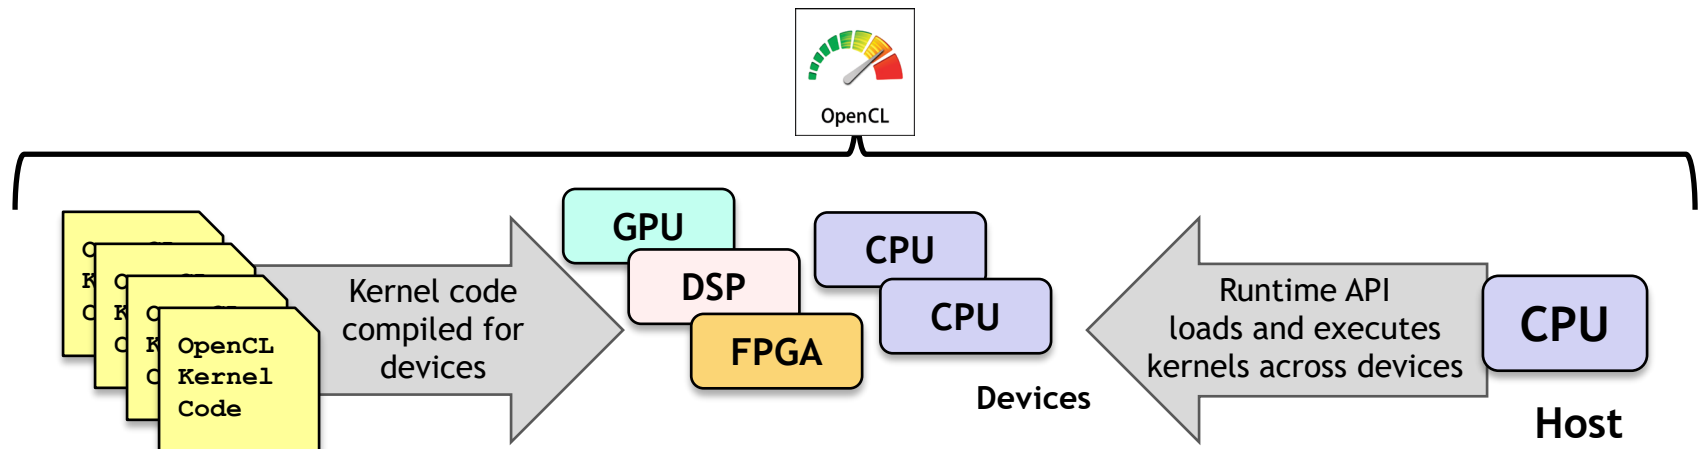 OpenCL
OpenCL
Kernel
Code
Kernel code
compiled for
devices
GPU
DSP
FPGA
CPU
CPU
Devices
Runtime API
loads and executes
kernels across devices
CPU
Host